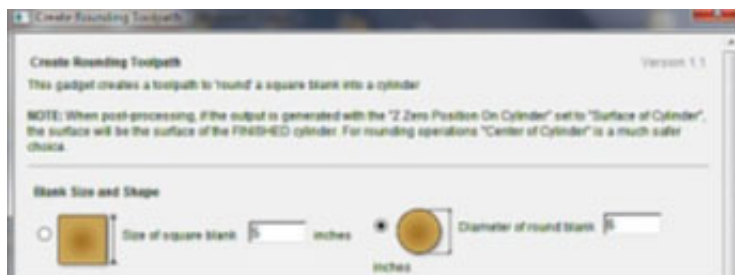 Create Rounding Toolpath
Create Rounding Toolpath Version 1.1
This gadget creates a toolpath to 'round' a square blank into a cylinder
NOTE: When post-processing, if the output is generated with the "Z Zero Position On Cylinder" set to "Surface of Cylinder",
the surface will be the surface of the FINISHED cylinder. For rounding operations "Center of Cylinder" is a much safer
choice.
Blank Size and Shape
Size of square blank 5 inches Diameter of round blank 6
inches